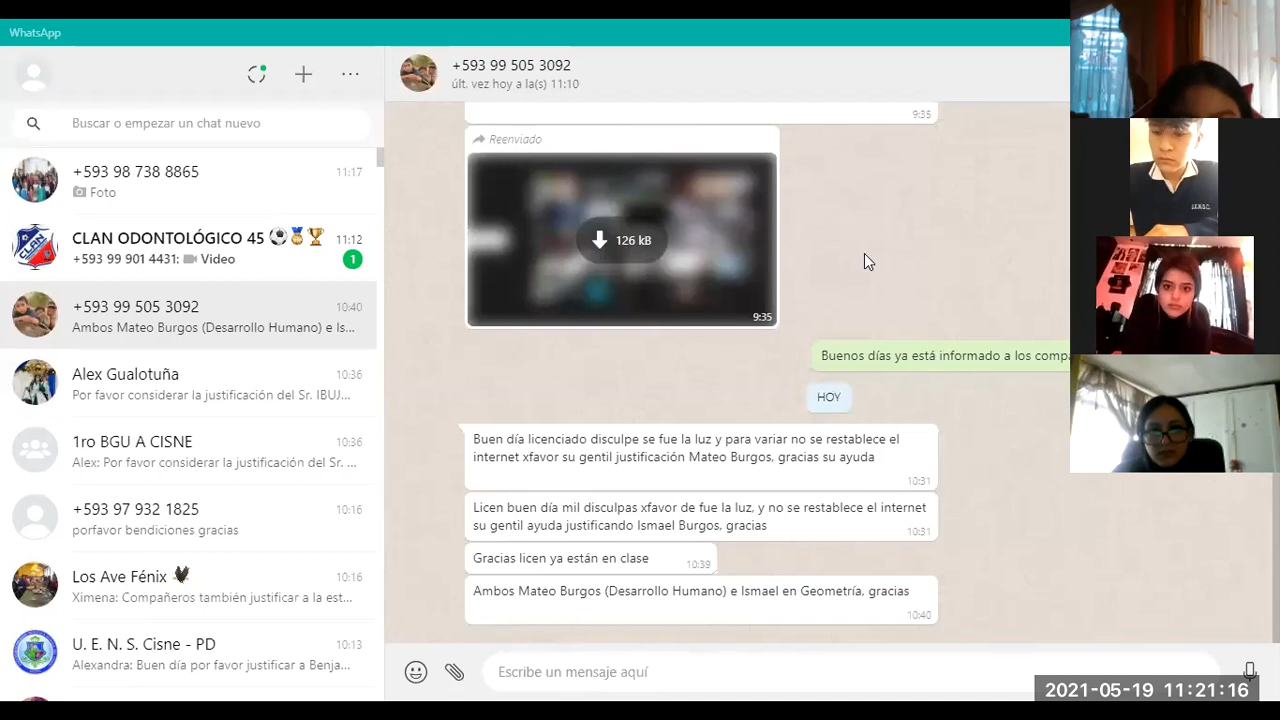 WhatsApp
Buscar o empezar un chat nuevo
+593 98 738 8865
11:17
Foto
CLAN ODONTOLÓGICO 45 ⚽🏅🏆
11:12
+593 99 901 4431: Video
1
+593 99 505 3092
10:40
Ambos Mateo Burgos (Desarrollo Humano) e Is...
Alex Gualotuña
10:36
Por favor considerar la justificación del Sr. IBUJ...
1ro BGU A CISNE
10:36
Alex: Por favor considerar la justificación del Sr. ...
+593 97 932 1825
10:16
porfavor bendiciones gracias
Los Ave Fénix
10:16
Ximena: Compañeros también justificar a la est...
U. E. N. S. Cisne - PD
10:13
Alexandra: Buen día por favor justificar a Benja...
+593 99 505 3092
últ. vez hoy a la(s) 11:10
9:35
Reenviado
126 kB
9:35
Buenos días ya está informado a los compa
HOY
Buen día licenciado disculpe se fue la luz y para variar no se restablece el
internet xfavor su gentil justificación Mateo Burgos, gracias su ayuda
10:31
Licen buen día mil disculpas xfavor de fue la luz, y no se restablece el internet
su gentil ayuda justificando Ismael Burgos, gracias
10:31
Gracias licen ya están en clase
10:39
Ambos Mateo Burgos (Desarrollo Humano) e Ismael en Geometría, gracias
10:40
Escribe un mensaje aquí
2021-05-19 11:21:16